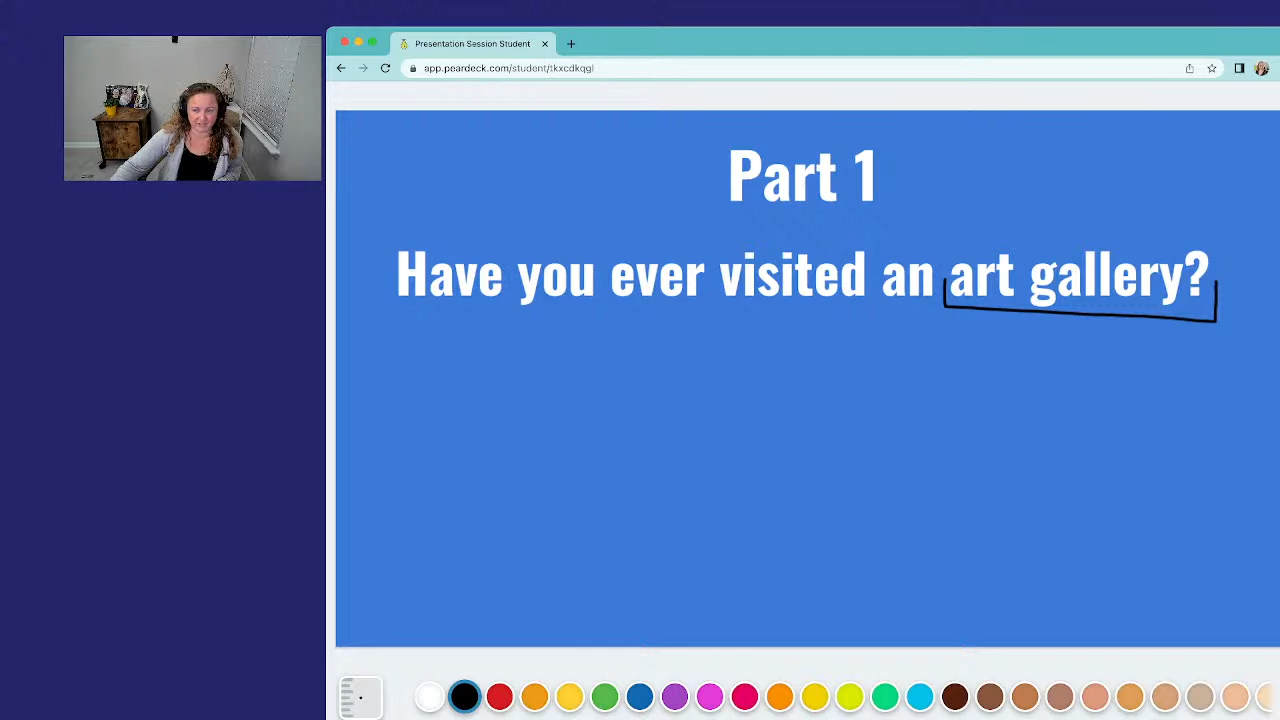 Presentation Session Student
app.peardeck.com/student/tkxcdkqgl
Part 1
Have you ever visited an art gallery?